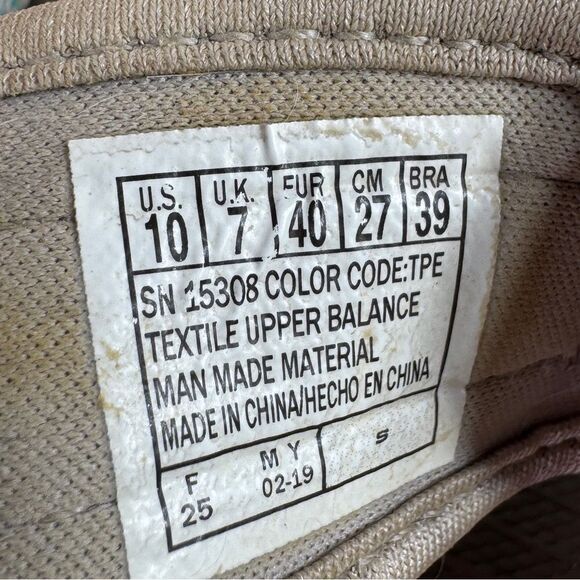 U.S. U.K. EUR CM BRA
10 7 40 27 39
SN 15308 COLOR CODE:TPE
TEXTILE UPPER BALANCE
MAN MADE MATERIAL
MADE IN CHINA/HECHO EN CHINA
F M Y S
25 02-19